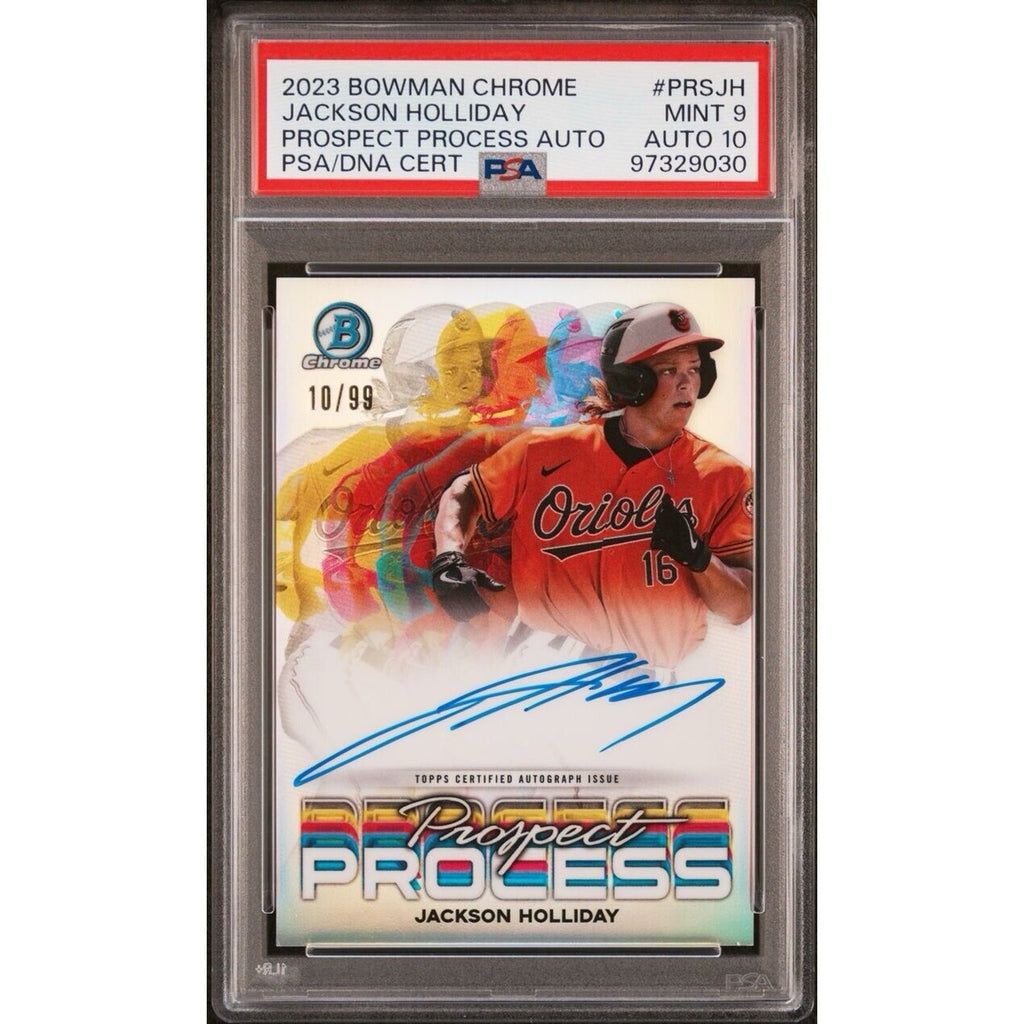 2023 BOWMAN CHROME #PRSJH
JACKSON HOLLIDAY MINT 9
PROSPECT PROCESS AUTO AUTO 10
PSA/DNA CERT PSA 97329030
B
Chrome
10/99
Orioles
16
TOPPS CERTIFIED AUTOGRAPH ISSUE
Prospect
PROCESS
JACKSON HOLLIDAY
PSA